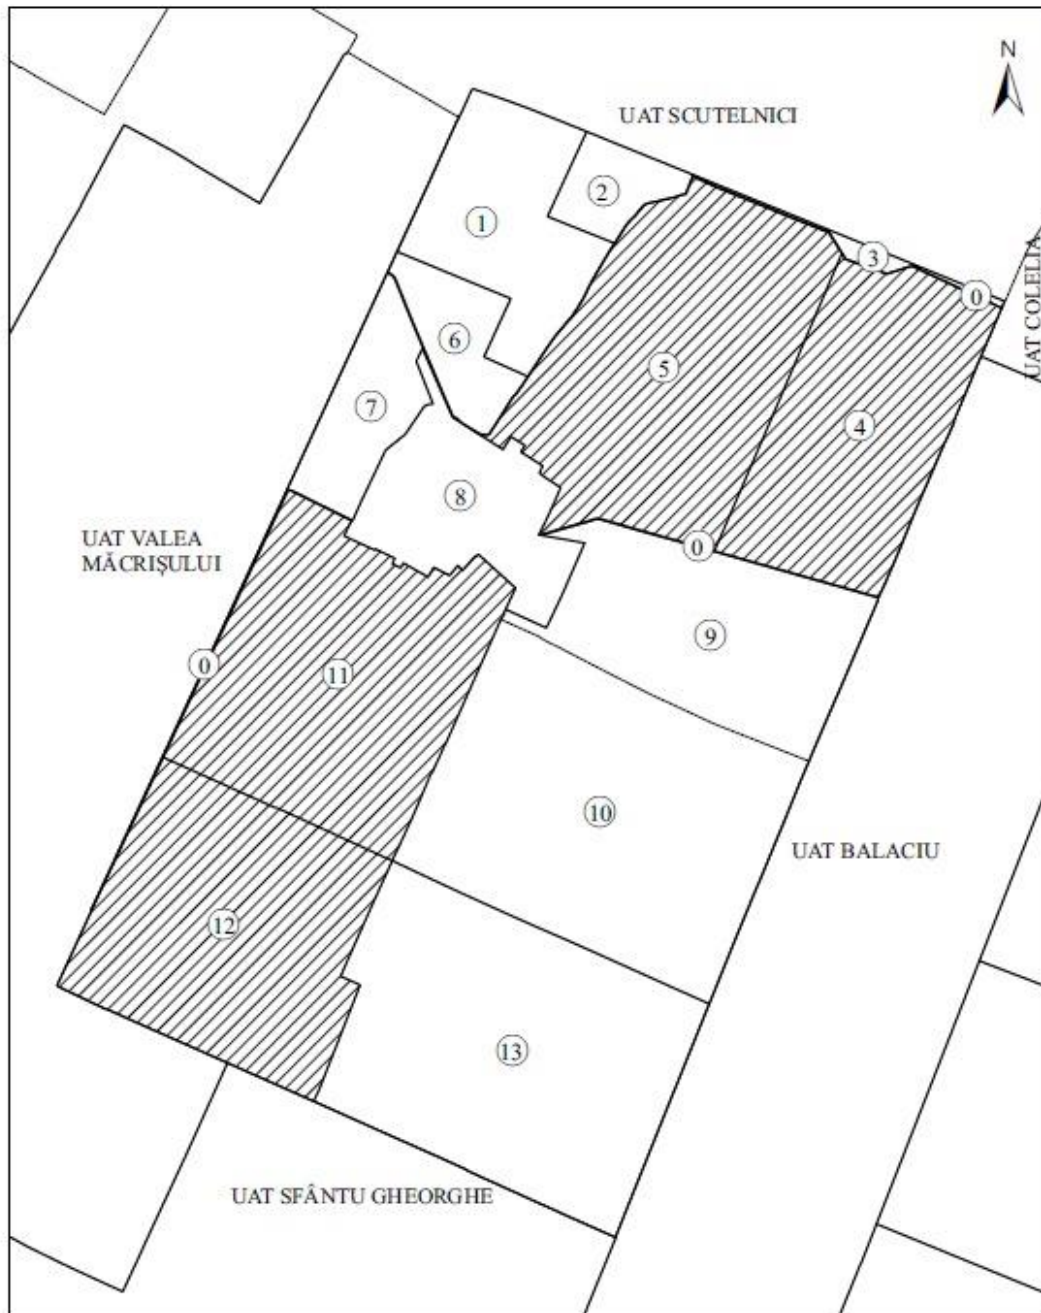 N
UAT SCUTELNICI
2
1
3
UAT COLELIA
0
6
5
7
4
8
UAT VALEA
MĂCRIȘULUI
0
9
0
11
10
UAT BALACIU
12
13
UAT SFÂNTU GHEORGHE